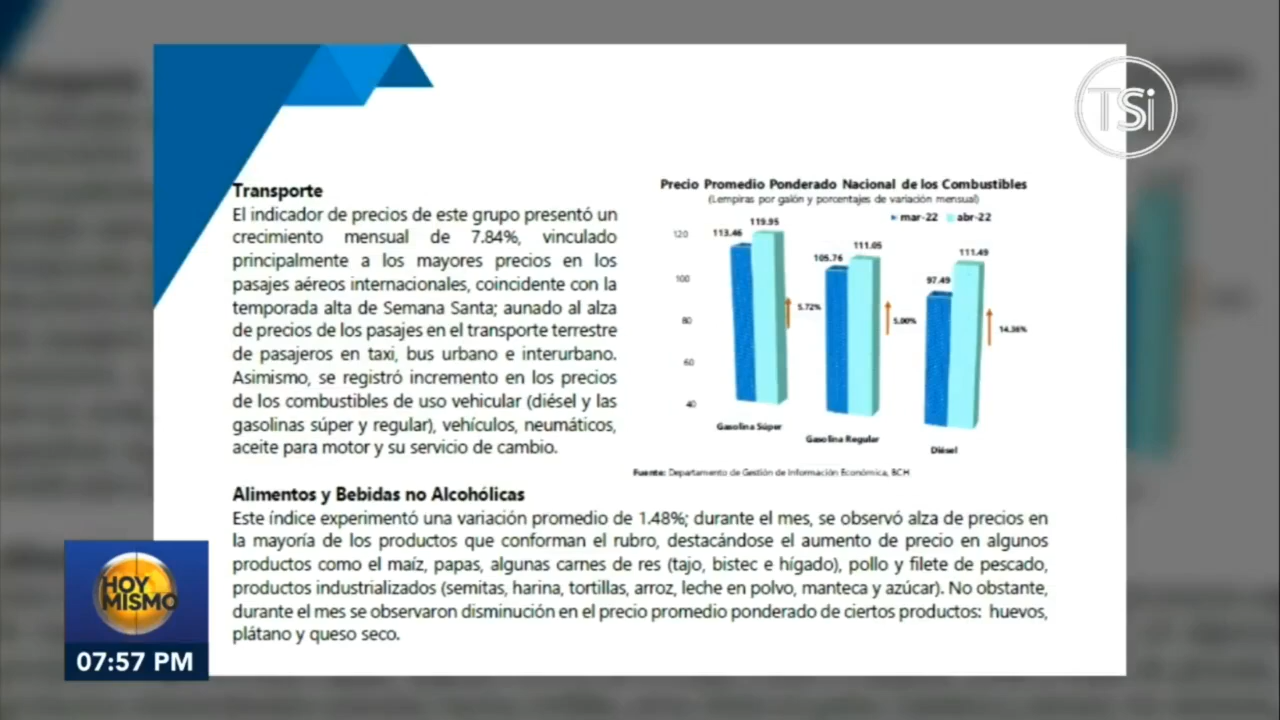 TSi
Transporte
El indicador de precios de este grupo presentó un
crecimiento mensual de 7.84%, vinculado
principalmente a los mayores precios en los
pasajes aéreos internacionales, coincidente con la
temporada alta de Semana Santa; aunado al alza
de precios de los pasajes en el transporte terrestre
de pasajeros en taxi, bus urbano e interurbano.
Asimismo, se registró incremento en los precios
de los combustibles de uso vehicular (diésel y las
gasolinas súper y regular), vehículos, neumáticos,
aceite para motor y su servicio de cambio.
Precio Promedio Ponderado Nacional de los Combustibles
(Lempiras por galón y porcentajes de variación mensual)
mar-22 abr-22
120
100
80
60
40
113.46 119.95
105.76 111.05
97.49 111.49
5.72%
5.00%
14.36%
Gasolina Súper
Gasolina Regular
Diésel
Fuente: Departamento de Gestión de Información Económica, BCH
Alimentos y Bebidas no Alcohólicas
Este índice experimentó una variación promedio de 1.48%; durante el mes, se observó alza de precios en
la mayoría de los productos que conforman el rubro, destacándose el aumento de precio en algunos
productos como el maíz, papas, algunas carnes de res (tajo, bistec e hígado), pollo y filete de pescado,
productos industrializados (semitas, harina, tortillas, arroz, leche en polvo, manteca y azúcar). No obstante,
durante el mes se observaron disminución en el precio promedio ponderado de ciertos productos: huevos,
plátano y queso seco.
HOY
MISMO
07:57 PM